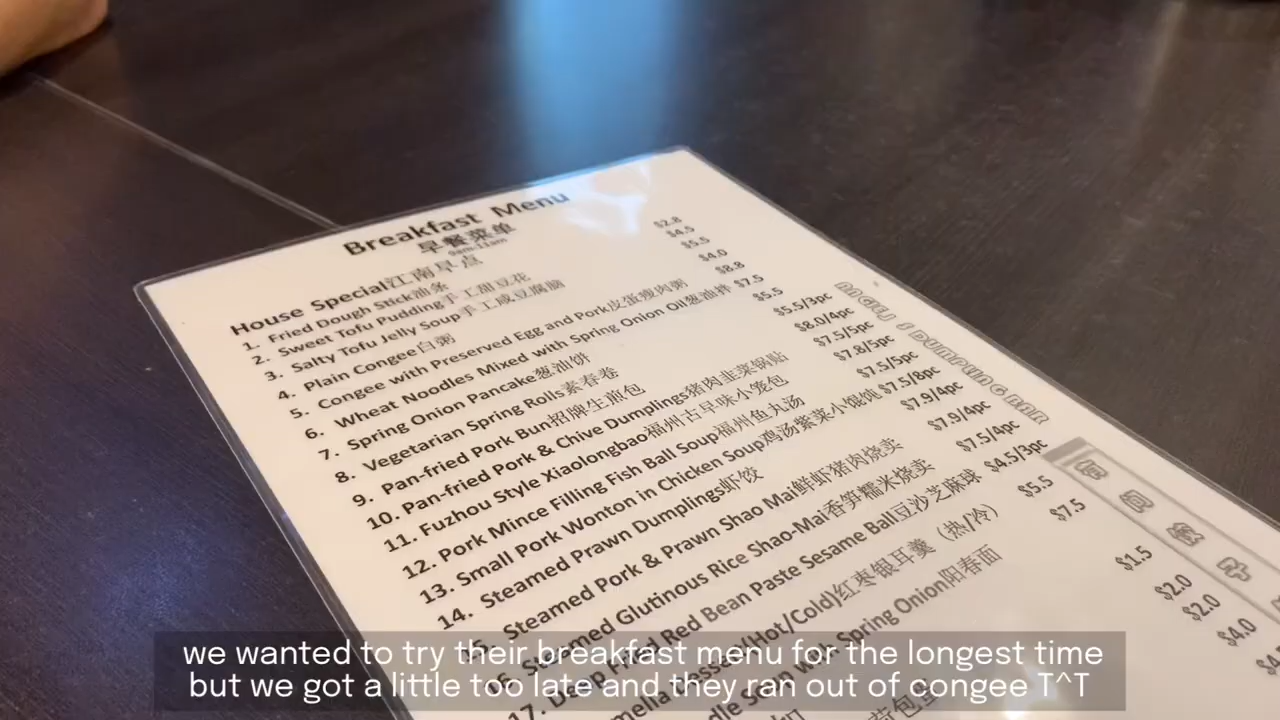 Breakfast Menu
早餐菜单
9am-11am
House Special江南早点
1. Fried Dough Stick油条 $2.8
2. Sweet Tofu Pudding手工甜豆花 $4.5
3. Salty Tofu Jelly Soup手工咸豆腐脑 $5.5
4. Plain Congee白粥 $4.0
5. Congee with Preserved Egg and Pork皮蛋瘦肉粥 $8.8
6. Wheat Noodles Mixed with Spring Onion Oil葱油拌 $7.5
7. Spring Onion Pancake葱油饼 $5.5
8. Vegetarian Spring Rolls素春卷 $5.5/3pc
9. Pan-fried Pork Bun招牌生煎包 $8.0/4pc
10. Pan-fried Pork & Chive Dumplings猪肉韭菜锅贴 $7.5/5pc
11. Fuzhou Style Xiaolongbao福州古早味小笼包 $7.8/5pc
12. Pork Mince Filling Fish Ball Soup福州鱼丸汤 $7.5/5pc
13. Small Pork Wonton in Chicken Soup鸡汤紫菜小馄饨 $7.5/8pc
14. Steamed Prawn Dumplings虾饺 $7.9/4pc
15. Steamed Pork & Prawn Shao Mai鲜虾猪肉烧卖 $7.9/4pc
16. Steamed Glutinous Rice Shao-Mai香笋糯米烧卖 $7.5/4pc
17. Deep Fried Red Bean Paste Sesame Ball豆沙芝麻球 $4.5/3pc
Dessert(Hot/Cold)红枣银耳羹（热/冷） $5.5
Soup With Spring Onion阳春面 $7.5
$1.5
荷包蛋 $2.0
$2.0
$4.0
DUMPLING BAR
we wanted to try their breakfast menu for the longest time
but we got a little too late and they ran out of congee T^T